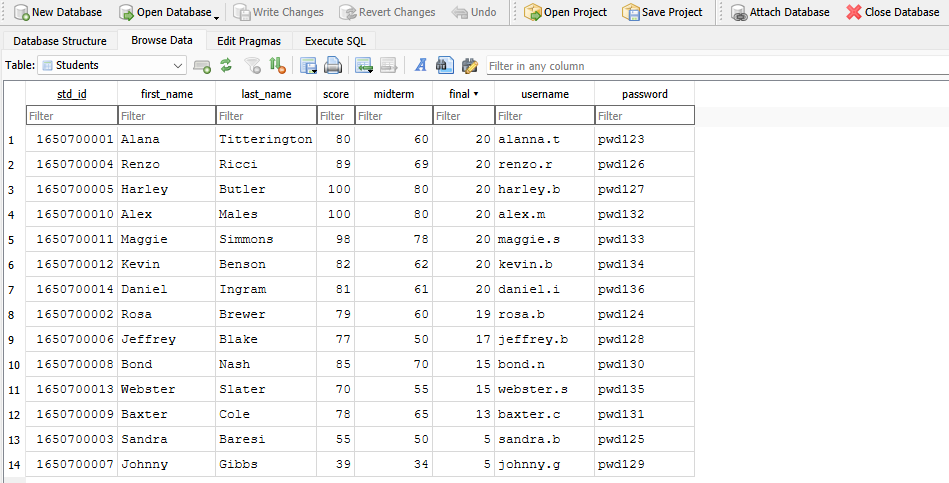 New Database Open Database Write Changes Revert Changes Undo Open Project Save Project Attach Database Close Database
Database Structure Browse Data Edit Pragmas Execute SQL
Table: Students Filter in any column
std_id first_name last_name score midterm final username password
Filter Filter Filter Filter Filter Filter Filter Filter
1 1650700001 Alana Titterington 80 60 20 alanna.t pwd123
2 1650700004 Renzo Ricci 89 69 20 renzo.r pwd126
3 1650700005 Harley Butler 100 80 20 harley.b pwd127
4 1650700010 Alex Males 100 80 20 alex.m pwd132
5 1650700011 Maggie Simmons 98 78 20 maggie.s pwd133
6 1650700012 Kevin Benson 82 62 20 kevin.b pwd134
7 1650700014 Daniel Ingram 81 61 20 daniel.i pwd136
8 1650700002 Rosa Brewer 79 60 19 rosa.b pwd124
9 1650700006 Jeffrey Blake 77 50 17 jeffrey.b pwd128
10 1650700008 Bond Nash 85 70 15 bond.n pwd130
11 1650700013 Webster Slater 70 55 15 webster.s pwd135
12 1650700009 Baxter Cole 78 65 13 baxter.c pwd131
13 1650700003 Sandra Baresi 55 50 5 sandra.b pwd125
14 1650700007 Johnny Gibbs 39 34 5 johnny.g pwd129